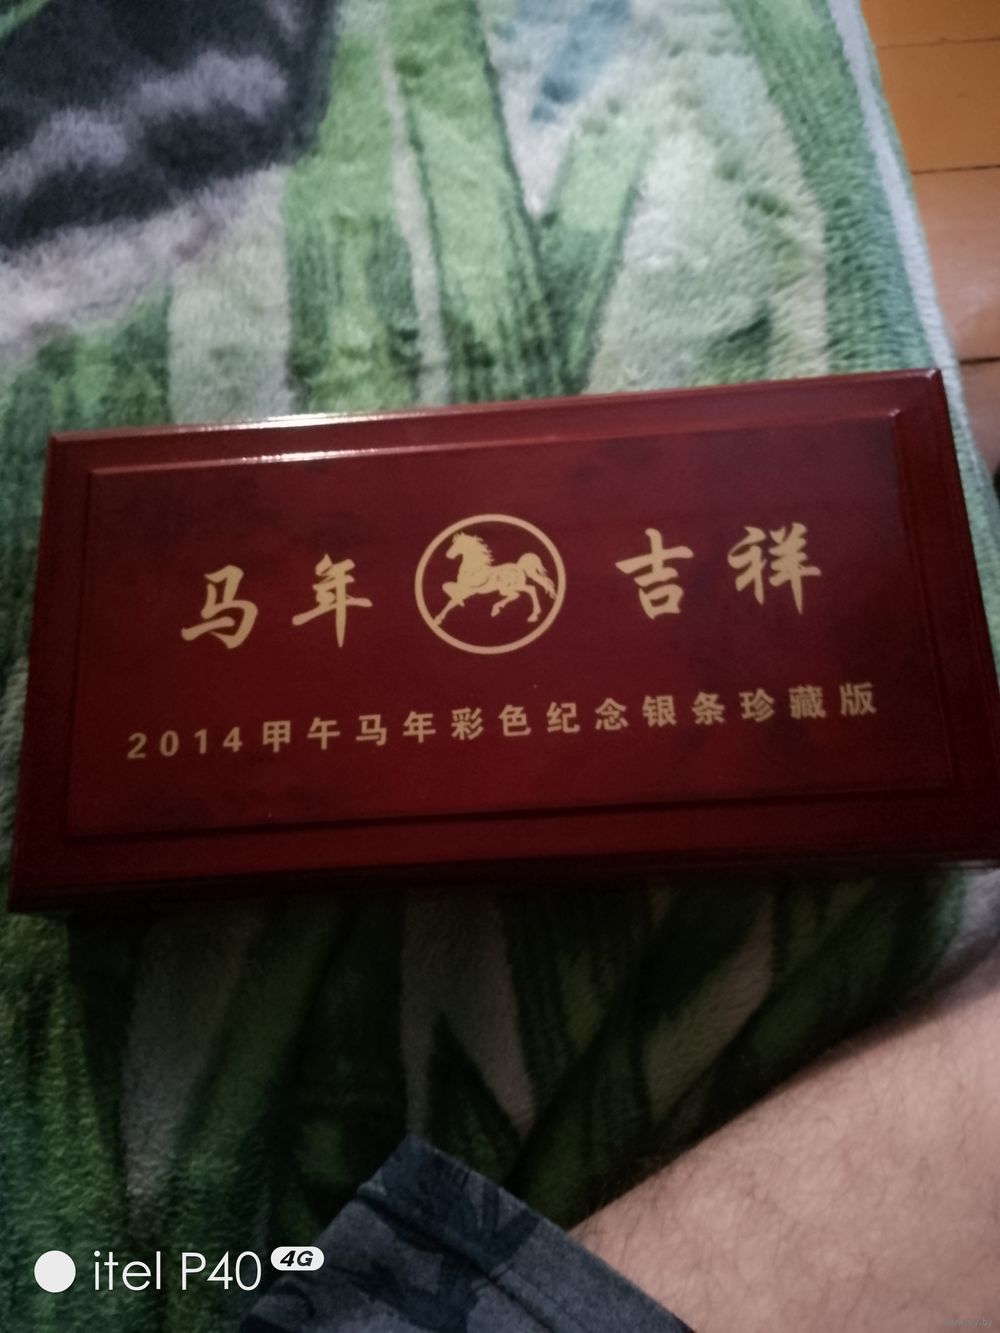 马年 吉祥
2014甲午马年彩色纪念银条珍藏版
itel P40 4G